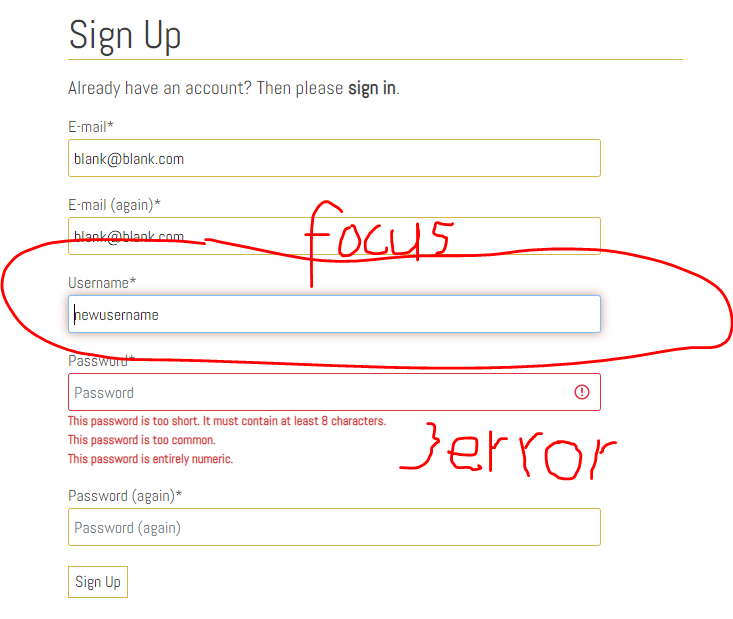 Sign Up
Already have an account? Then please sign in.
E-mail*
blank@blank.com
E-mail (again)*
blank@blank.com
focus
Username*
newusername
Password*
Password
This password is too short. It must contain at least 8 characters.
This password is too common.
This password is entirely numeric.
}error
Password (again)*
Password (again)
Sign Up